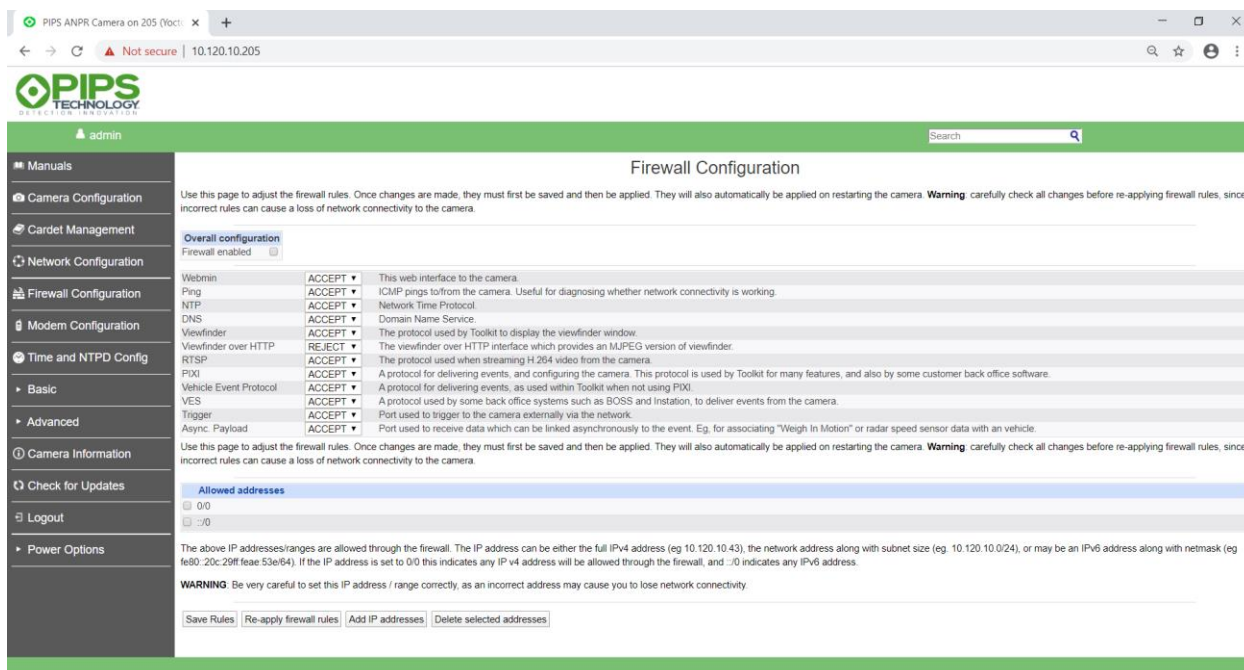 PIPS ANPR Camera on 205 (Yoct
Not secure | 10.120.10.205
PIPS
TECHNOLOGY
DETECTION INNOVATION
admin
Search
Manuals
Camera Configuration
Cardet Management
Network Configuration
Firewall Configuration
Modem Configuration
Time and NTPD Config
Basic
Advanced
Camera Information
Check for Updates
Logout
Power Options
Firewall Configuration
Use this page to adjust the firewall rules. Once changes are made, they must first be saved and then be applied. They will also automatically be applied on restarting the camera. Warning: carefully check all changes before re-applying firewall rules, since
incorrect rules can cause a loss of network connectivity to the camera.
Overall configuration
Firewall enabled
Webmin ACCEPT This web interface to the camera.
Ping ACCEPT ICMP pings to/from the camera. Useful for diagnosing whether network connectivity is working.
NTP ACCEPT Network Time Protocol.
DNS ACCEPT Domain Name Service.
Viewfinder ACCEPT The protocol used by Toolkit to display the viewfinder window.
Viewfinder over HTTP REJECT The viewfinder over HTTP interface which provides an MJPEG version of viewfinder.
RTSP ACCEPT The protocol used when streaming H.264 video from the camera.
PIXI ACCEPT A protocol for delivering events, and configuring the camera. This protocol is used by Toolkit for many features, and also by some customer back office software.
Vehicle Event Protocol ACCEPT A protocol for delivering events, as used within Toolkit when not using PIXI.
VES ACCEPT A protocol used by some back office systems such as BOSS and Instation, to deliver events from the camera.
Trigger ACCEPT Port used to trigger to the camera externally via the network.
Async. Payload ACCEPT Port used to receive data which can be linked asynchronously to the event. Eg, for associating "Weigh In Motion" or radar speed sensor data with an vehicle.
Use this page to adjust the firewall rules. Once changes are made, they must first be saved and then be applied. They will also automatically be applied on restarting the camera. Warning: carefully check all changes before re-applying firewall rules, since
incorrect rules can cause a loss of network connectivity to the camera.
Allowed addresses
0/0
::/0
The above IP addresses/ranges are allowed through the firewall. The IP address can be either the full IPv4 address (eg 10.120.10.43), the network address along with subnet size (eg. 10.120.10.0/24), or may be an IPv6 address along with netmask (eg
fe80::20c:29ff:feae:53e/64). If the IP address is set to 0/0 this indicates any IP v4 address will be allowed through the firewall, and ::/0 indicates any IPv6 address.
WARNING: Be very careful to set this IP address / range correctly, as an incorrect address may cause you to lose network connectivity.
Save Rules Re-apply firewall rules Add IP addresses Delete selected addresses